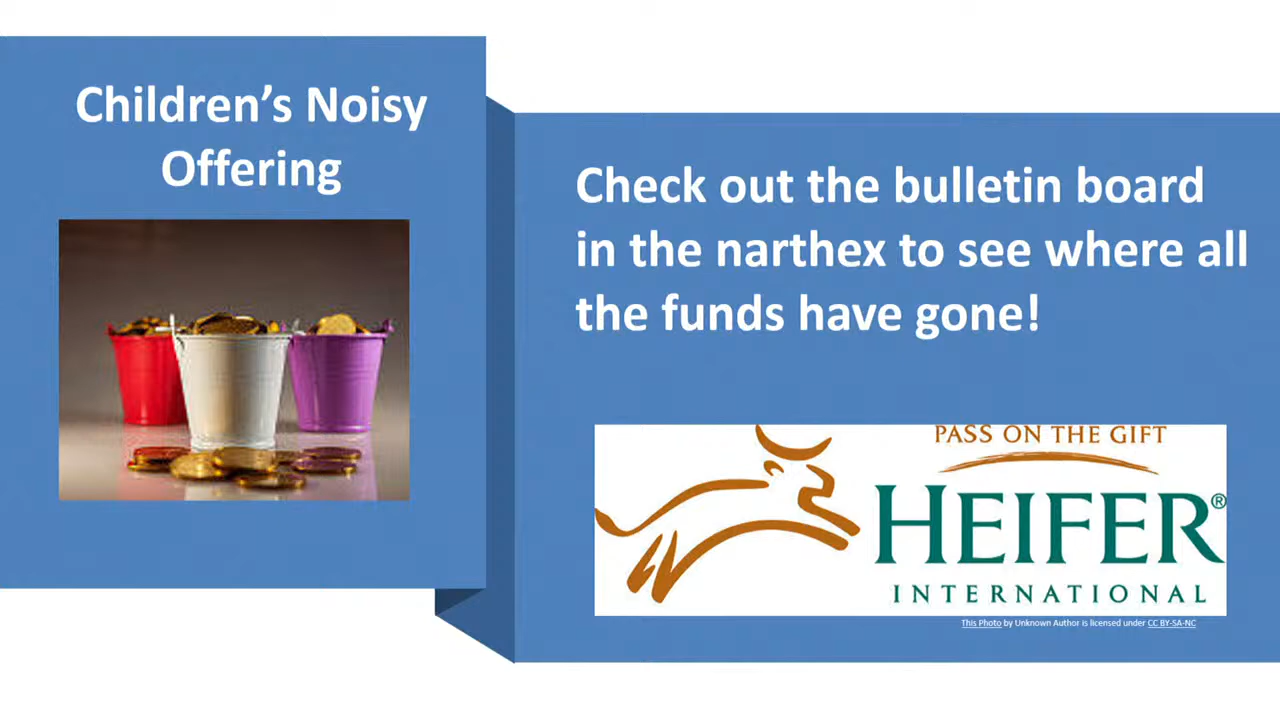 Children’s Noisy
Offering
Check out the bulletin board
in the narthex to see where all
the funds have gone!
PASS ON THE GIFT
HEIFER®
INTERNATIONAL
This Photo by Unknown Author is licensed under CC BY-SA-NC